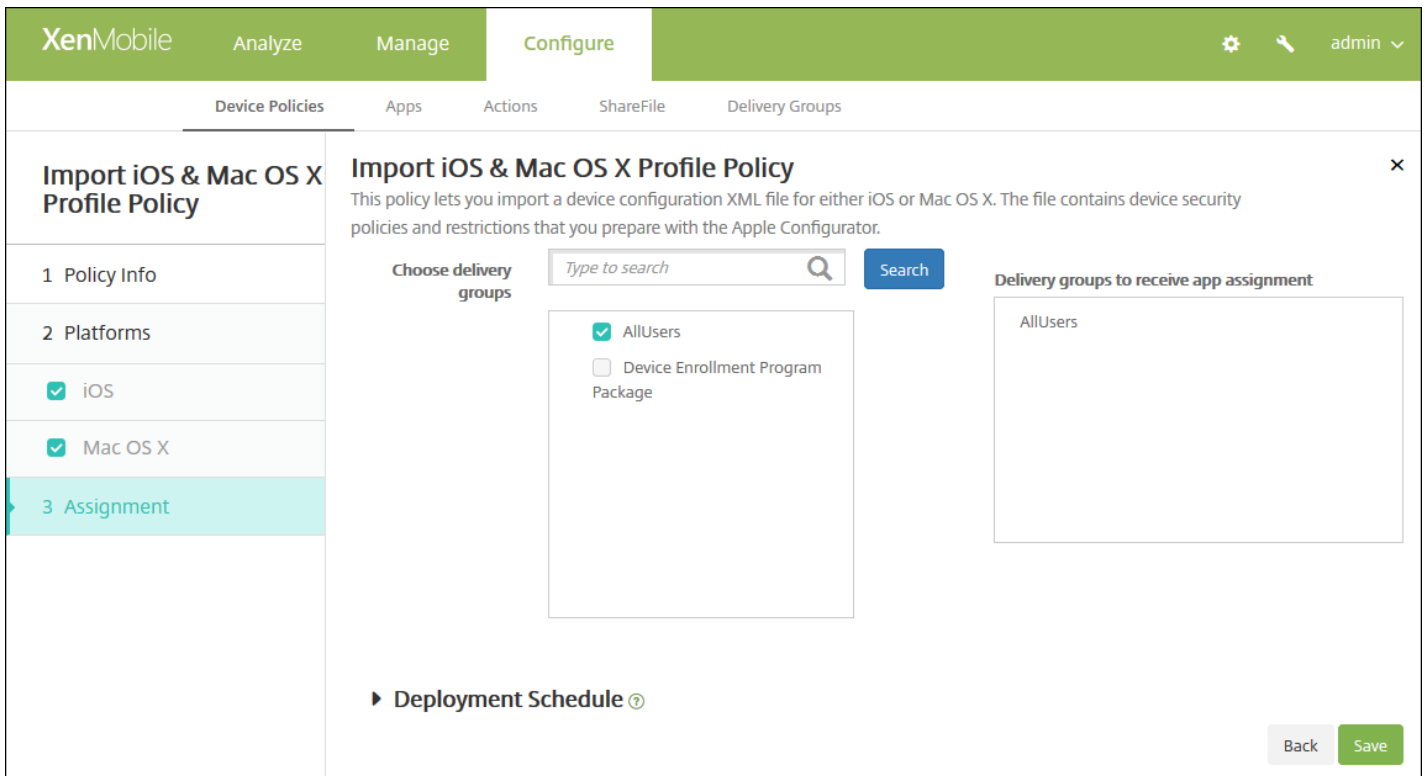 XenMobile Analyze Manage Configure admin
Device Policies Apps Actions ShareFile Delivery Groups
Import iOS & Mac OS X
Profile Policy
1 Policy Info
2 Platforms
iOS
Mac OS X
3 Assignment
Import iOS & Mac OS X Profile Policy
This policy lets you import a device configuration XML file for either iOS or Mac OS X. The file contains device security
policies and restrictions that you prepare with the Apple Configurator.
Choose delivery
groups
Type to search
Search
AllUsers
Device Enrollment Program
Package
Delivery groups to receive app assignment
AllUsers
Deployment Schedule ?
Back Save